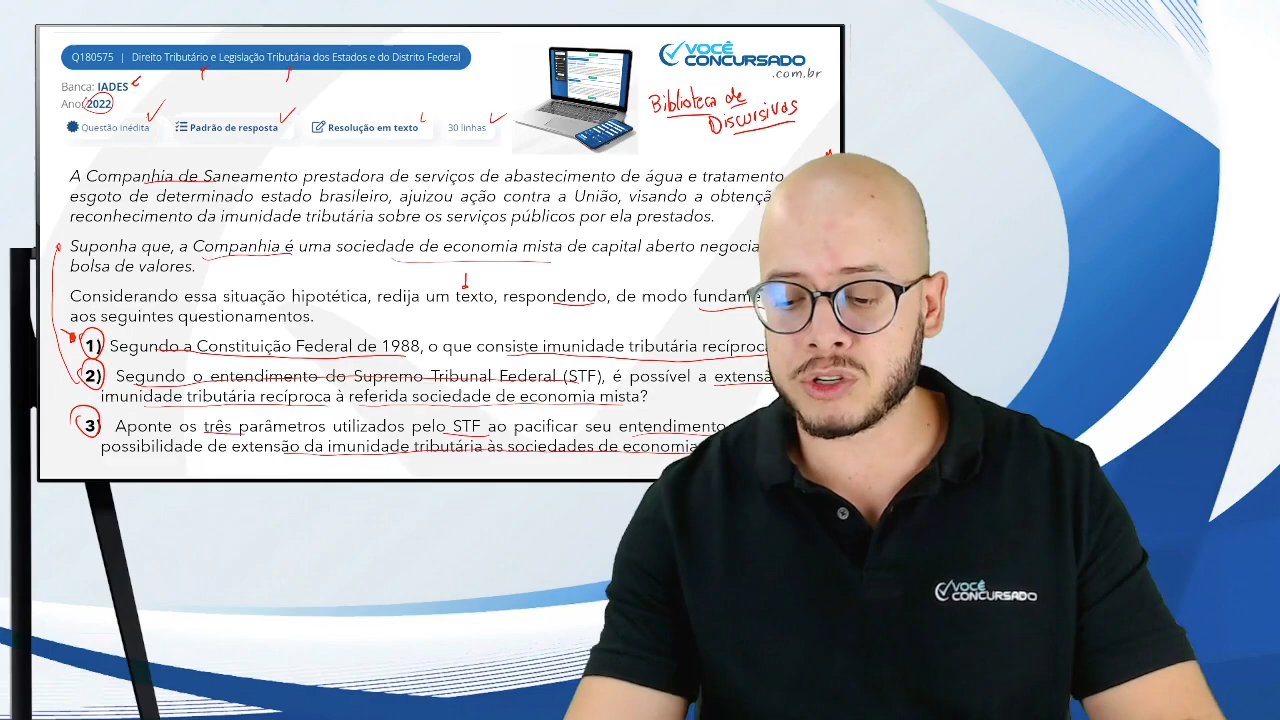 Q180575 | Direito Tributário e Legislação Tributária dos Estados e do Distrito Federal
VOCÊ
CONCURSADO
.com.br
Banca: IADES
Ano: 2022
Biblioteca de
Discursivas
Questão inédita
Padrão de resposta
Resolução em texto
30 linhas
A Companhia de Saneamento prestadora de serviços de abastecimento de água e tratamento
esgoto de determinado estado brasileiro, ajuizou ação contra a União, visando a
reconhecimento da imunidade tributária sobre os serviços públicos por ela prestados.
Suponha que, a Companhia é uma sociedade de economia mista de capital aberto
bolsa de valores.
Considerando essa situação hipotética, redija um texto, respondendo, de modo
aos seguintes questionamentos.
1) Segundo a Constituição Federal de 1988, o que consiste imunidade tributária
2) Segundo o entendimento do Supremo Tribunal Federal (STF), é possível a
imunidade tributária recíproca à referida sociedade de economia mista?
3) Aponte os três parâmetros utilizados pelo STF ao pacificar seu entendimento
possibilidade de extensão da imunidade tributária às sociedades de economia
VOCÊ
CONCURSADO